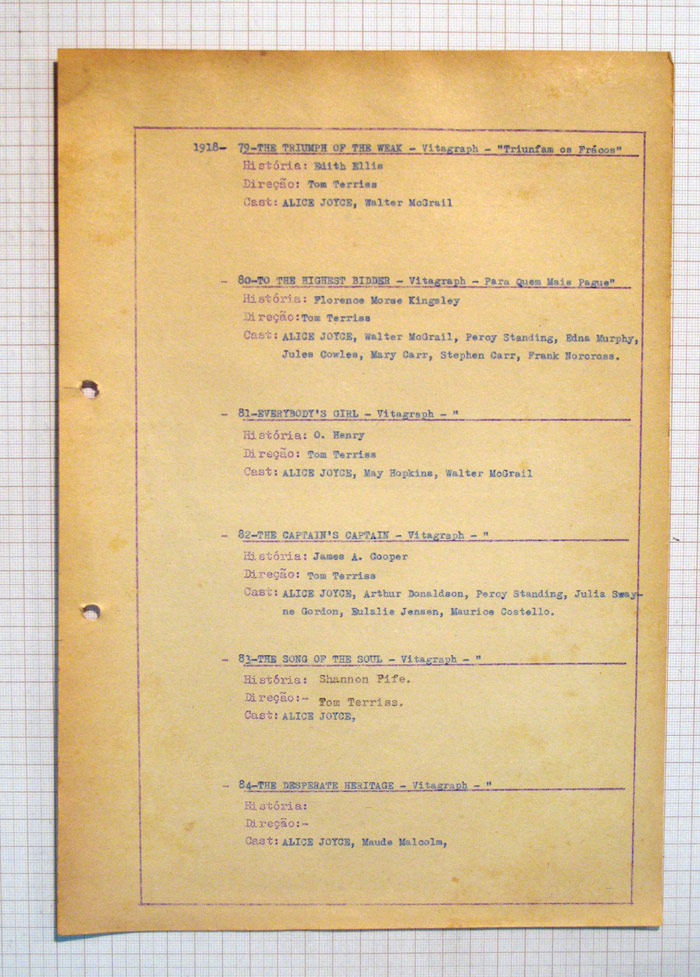 1918- 79-THE TRIUMPH OF THE WEAK - Vitagraph - "Triunfam os Frácos"
História: Edith Ellis
Direção: Tom Terriss
Cast: ALICE JOYCE, Walter McGrail
- 80-TO THE HIGHEST BIDDER - Vitagraph - Para Quem Mais Pague"
História: Florence Morse Kingsley
Direção:Tom Terriss
Cast: ALICE JOYCE, Walter McGrail, Percy Standing, Edna Murphy,
Jules Cowles, Mary Carr, Stephen Carr, Frank Norcross.
- 81-EVERYBODY'S GIRL - Vitagraph - "
História: O. Henry
Direção: Tom Terriss
Cast: ALICE JOYCE, May Hopkins, Walter McGrail
- 82-THE CAPTAIN'S CAPTAIN - Vitagraph - "
História: James A. Cooper
Direção: Tom Terriss
Cast: ALICE JOYCE, Arthur Donaldson, Percy Standing, Julia Sway-
ne Gordon, Eulalie Jensen, Maurice Costello.
- 83-THE SONG OF THE SOUL - Vitagraph - "
História: Shannon Fife.
Direção:- Tom Terriss.
Cast: ALICE JOYCE,
- 84-THE DESPERATE HERITAGE - Vitagraph - "
História:
Direção:-
Cast: ALICE JOYCE, Maude Malcolm,